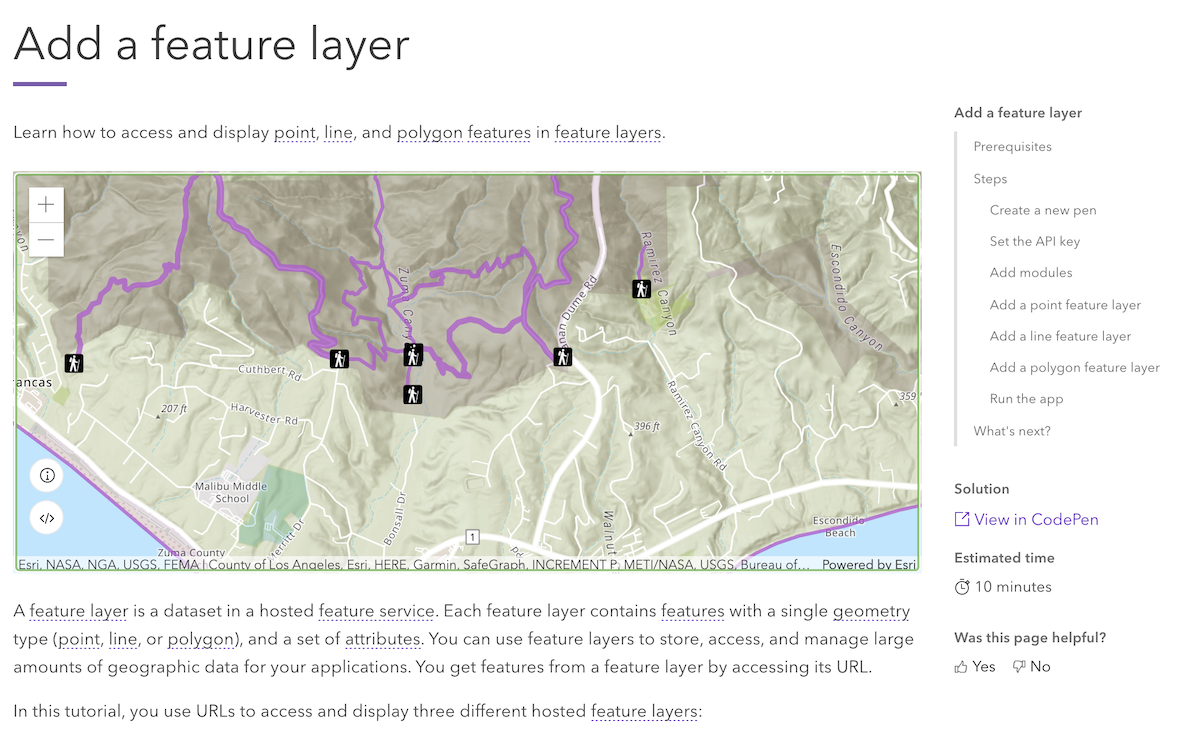 Add a feature layer
Learn how to access and display point, line, and polygon features in feature layers.
+
Ramirez Canyon
Escondido Canyon
Zuma Cany
nan Dume Rd
yon
ancas
Cuthbert Rd
207 ft
Harvester Rd
396 ft
359
Ramirez Canyon Rd
Malibu Middle
School
Bonsall Dr
erritt Dr
Walnut
1
Rd
Escondido
Beach
Zuma County
</>
Esri, NASA, NGA, USGS, FEMA | County of Los Angeles, Esri, HERE, Garmin, SafeGraph, INCREMENT P, METI/NASA, USGS, Bureau of... Powered by Esri
A feature layer is a dataset in a hosted feature service. Each feature layer contains features with a single geometry
type (point, line, or polygon), and a set of attributes. You can use feature layers to store, access, and manage large
amounts of geographic data for your applications. You get features from a feature layer by accessing its URL.
In this tutorial, you use URLs to access and display three different hosted feature layers:
Add a feature layer
Prerequisites
Steps
Create a new pen
Set the API key
Add modules
Add a point feature layer
Add a line feature layer
Add a polygon feature layer
Run the app
What's next?
Solution
View in CodePen
Estimated time
10 minutes
Was this page helpful?
Yes No